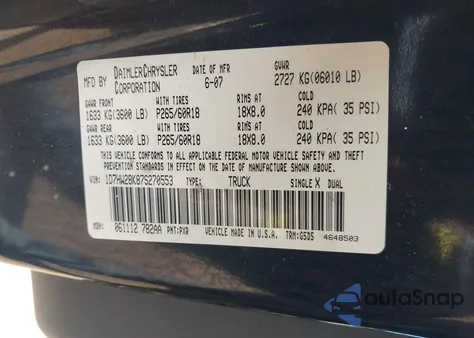 MFD BY DAIMLERCHRYSLER CORPORATION DATE OF MFR 6-07 GVWR 2727 KG(06010 LB)
GAWR FRONT WITH TIRES RIMS AT COLD
1633 KG(3600 LB) P265/60R18 18X8.0 240 KPA( 35 PSI)
GAWR REAR WITH TIRES RIMS AT COLD
1633 KG(3600 LB) P265/60R18 18X8.0 240 KPA( 35 PSI)
THIS VEHICLE CONFORMS TO ALL APPLICABLE FEDERAL MOTOR VEHICLE SAFETY AND
THEFT PREVENTION STANDARDS IN EFFECT ON THE DATE OF MANUFACTURE SHOWN ABOVE.
VIN: 1D7HW28K87S270553 TYPE: TRUCK SINGLE X DUAL
MDH: 061112 782AA PNT:PXR VEHICLE MADE IN U.S.A. TRM:G5D5 4648503
autoSnap